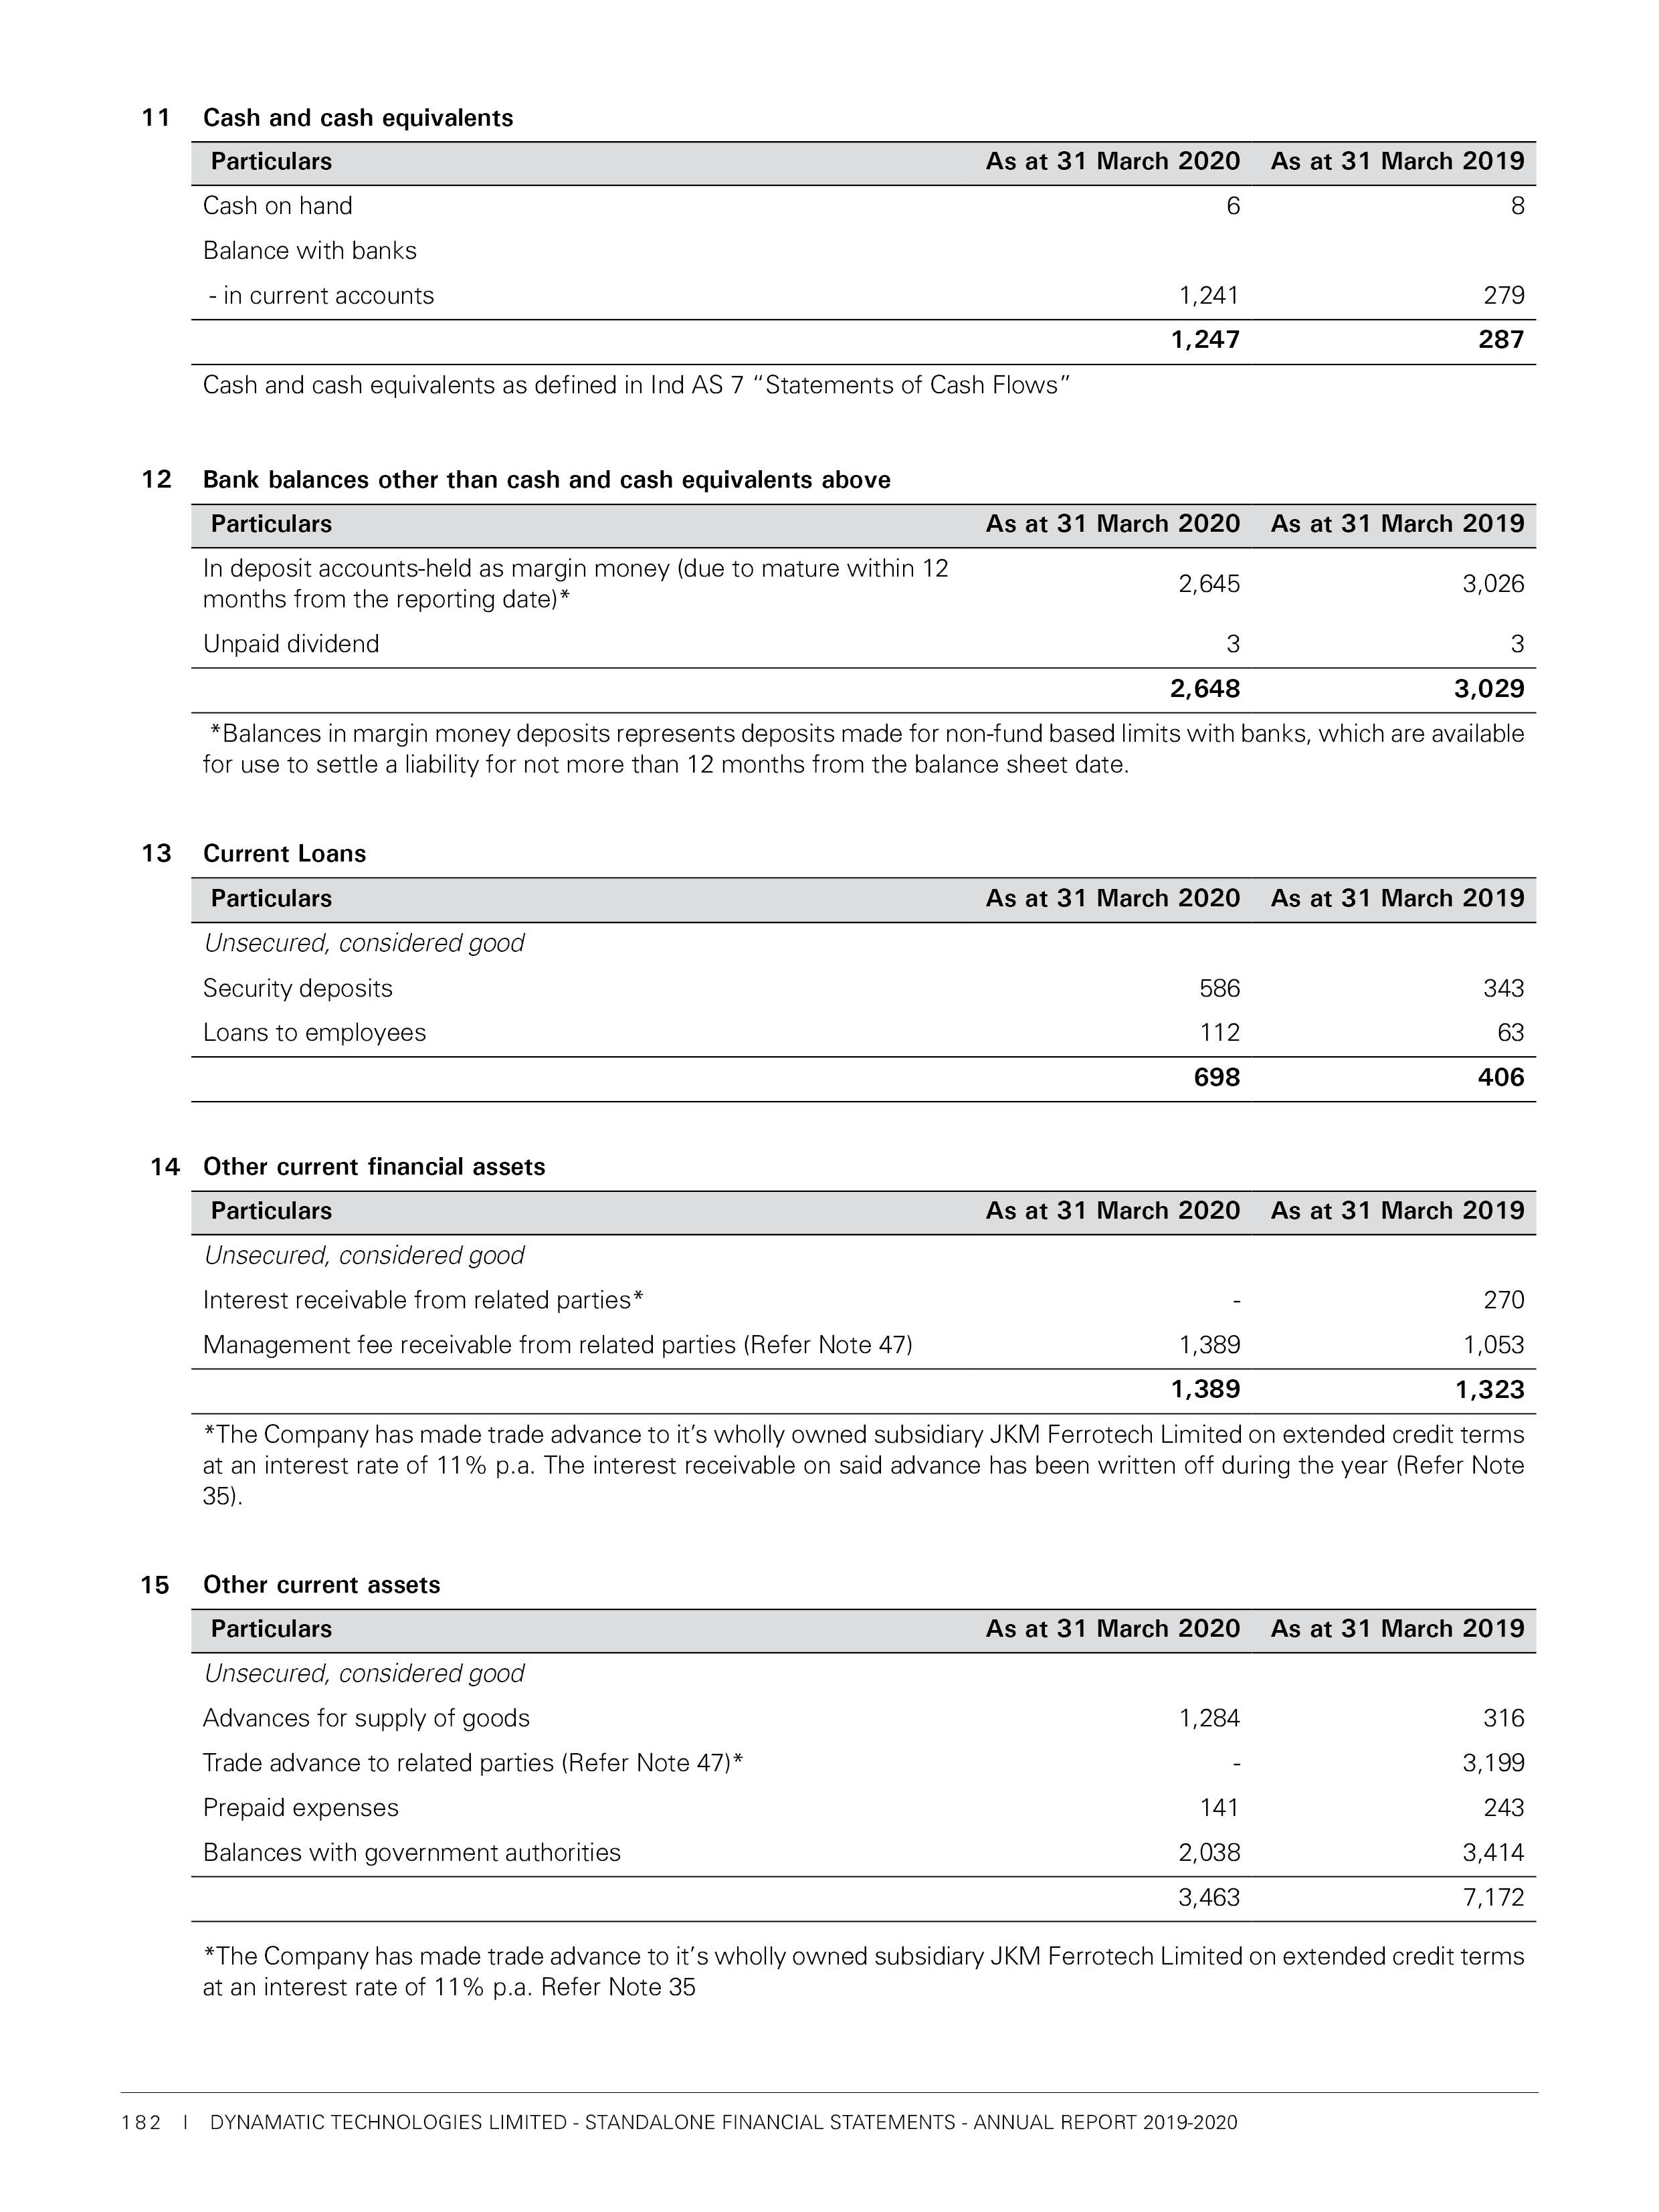 11 Cash and cash equivalents
Particulars As at 31 March 2020 As at 31 March 2019
Cash on hand 6 8
Balance with banks
- in current accounts 1,241 279
1,247 287
Cash and cash equivalents as defined in Ind AS 7 “Statements of Cash Flows”
12 Bank balances other than cash and cash equivalents above
Particulars As at 31 March 2020 As at 31 March 2019
In deposit accounts-held as margin money (due to mature within 12
months from the reporting date)* 2,645 3,026
Unpaid dividend 3 3
2,648 3,029
*Balances in margin money deposits represents deposits made for non-fund based limits with banks, which are available
for use to settle a liability for not more than 12 months from the balance sheet date.
13 Current Loans
Particulars As at 31 March 2020 As at 31 March 2019
Unsecured, considered good
Security deposits 586 343
Loans to employees 112 63
698 406
14 Other current financial assets
Particulars As at 31 March 2020 As at 31 March 2019
Unsecured, considered good
Interest receivable from related parties* - 270
Management fee receivable from related parties (Refer Note 47) 1,389 1,053
1,389 1,323
*The Company has made trade advance to it’s wholly owned subsidiary JKM Ferrotech Limited on extended credit terms
at an interest rate of 11% p.a. The interest receivable on said advance has been written off during the year (Refer Note
35).
15 Other current assets
Particulars As at 31 March 2020 As at 31 March 2019
Unsecured, considered good
Advances for supply of goods 1,284 316
Trade advance to related parties (Refer Note 47)* - 3,199
Prepaid expenses 141 243
Balances with government authorities 2,038 3,414
3,463 7,172
*The Company has made trade advance to it’s wholly owned subsidiary JKM Ferrotech Limited on extended credit terms
at an interest rate of 11% p.a. Refer Note 35
182 I DYNAMATIC TECHNOLOGIES LIMITED - STANDALONE FINANCIAL STATEMENTS - ANNUAL REPORT 2019-2020